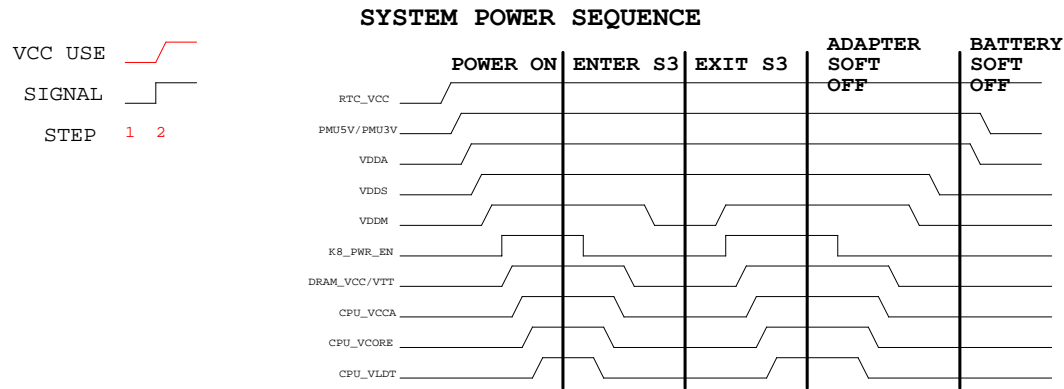 SYSTEM POWER SEQUENCE
VCC USE
SIGNAL
STEP 1 2
POWER ON
ENTER S3
EXIT S3
ADAPTER
SOFT
OFF
BATTERY
SOFT
OFF
RTC_VCC
PMU5V/PMU3V
VDDA
VDDS
VDDM
K8_PWR_EN
DRAM_VCC/VTT
CPU_VCCA
CPU_VCORE
CPU_VLDT